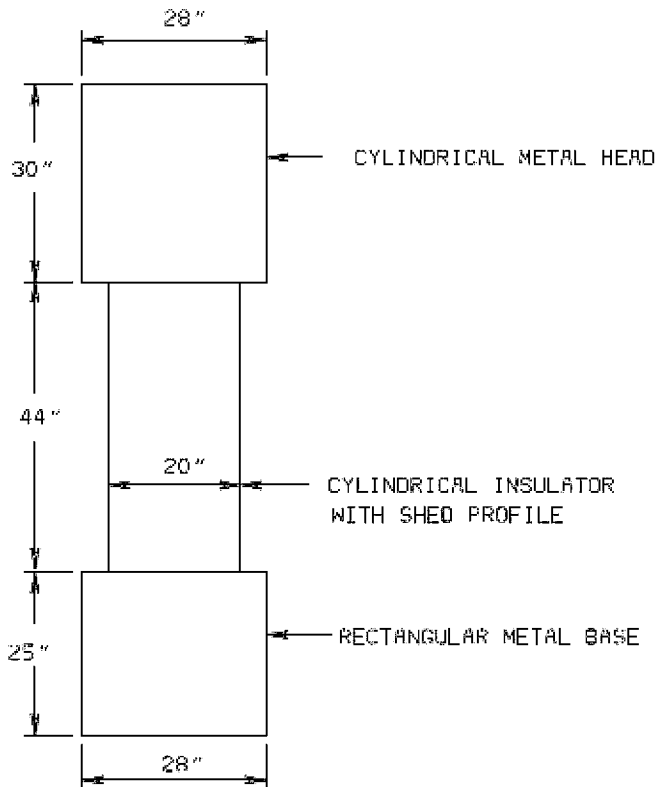 28"
30"
CYLINDRICAL METAL HEAD
44"
20"
CYLINDRICAL INSULATOR
WITH SHED PROFILE
25"
RECTANGULAR METAL BASE
28"